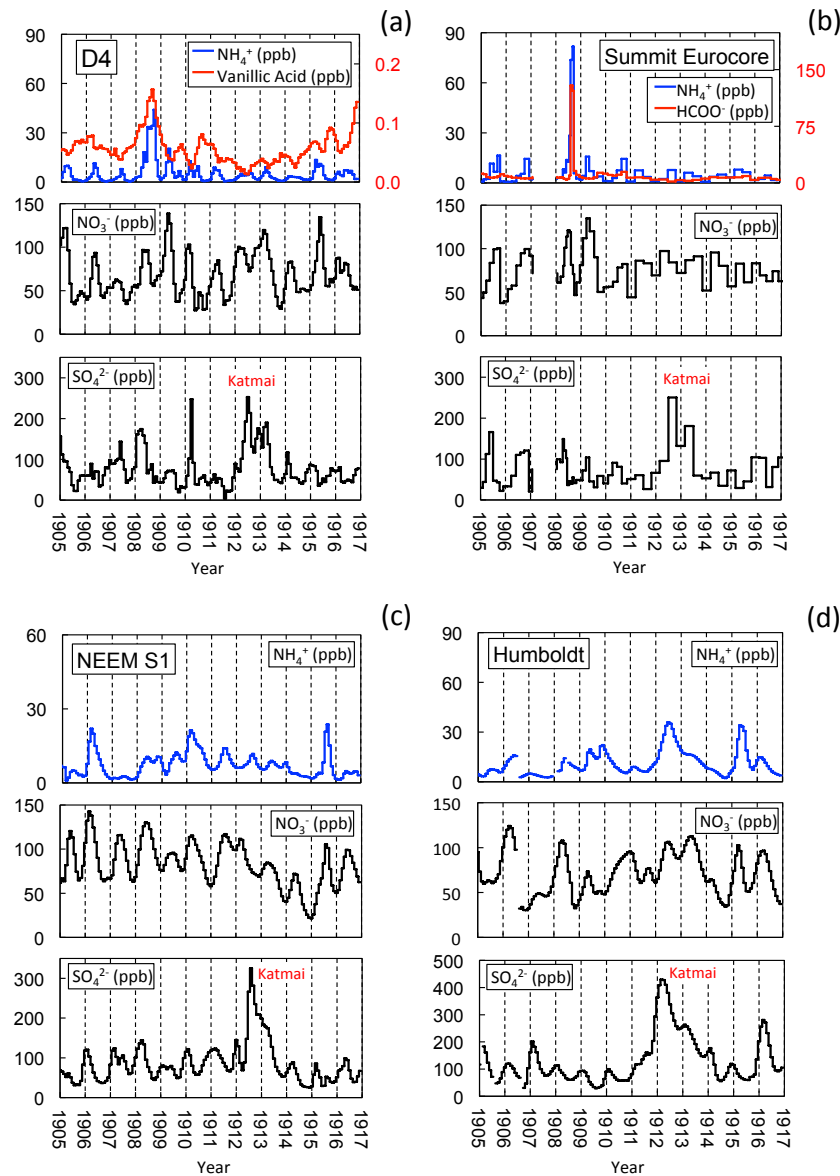 (a)
D4
NH₄⁺ (ppb)
Vanillic Acid (ppb)
90
60
30
0
0.2
0.1
0.0
NO₃⁻ (ppb)
150
100
50
0
SO₄²⁻ (ppb)
Katmai
300
200
100
0
1905 1906 1907 1908 1909 1910 1911 1912 1913 1914 1915 1916 1917
Year
(b)
Summit Eurocore
NH₄⁺ (ppb)
HCOO⁻ (ppb)
90
60
30
0
150
75
0
NO₃⁻ (ppb)
150
100
50
0
SO₄²⁻ (ppb)
Katmai
300
200
100
0
1905 1906 1907 1908 1909 1910 1911 1912 1913 1914 1915 1916 1917
Year
(c)
NEEM S1
NH₄⁺ (ppb)
60
30
0
NO₃⁻ (ppb)
150
100
50
0
SO₄²⁻ (ppb)
Katmai
300
200
100
0
1905 1906 1907 1908 1909 1910 1911 1912 1913 1914 1915 1916 1917
Year
(d)
Humboldt
NH₄⁺ (ppb)
90
60
30
0
NO₃⁻ (ppb)
150
100
50
0
SO₄²⁻ (ppb)
Katmai
500
400
300
200
100
0
1905 1906 1907 1908 1909 1910 1911 1912 1913 1914 1915 1916 1917
Year